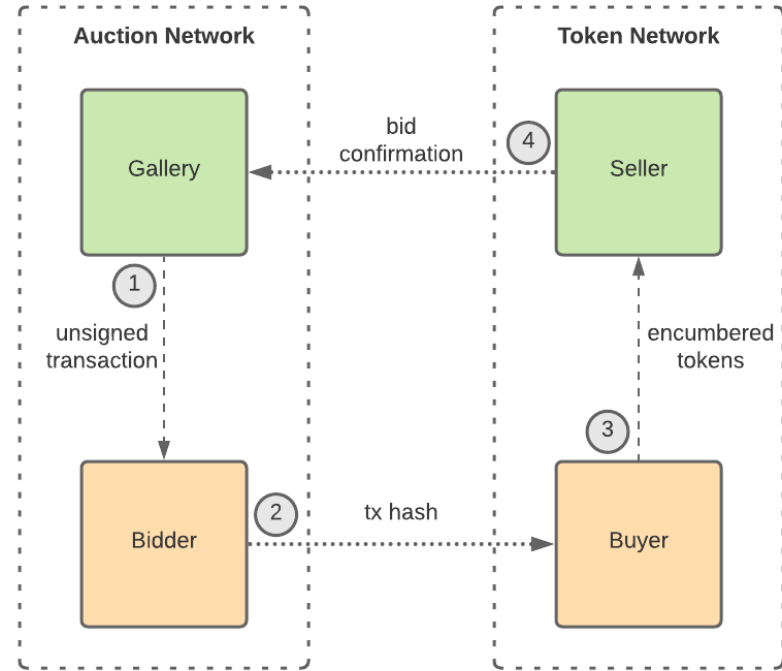 Auction Network
Token Network
Gallery
bid
confirmation
4
Seller
1
unsigned
transaction
encumbered
tokens
3
Bidder
2
tx hash
Buyer